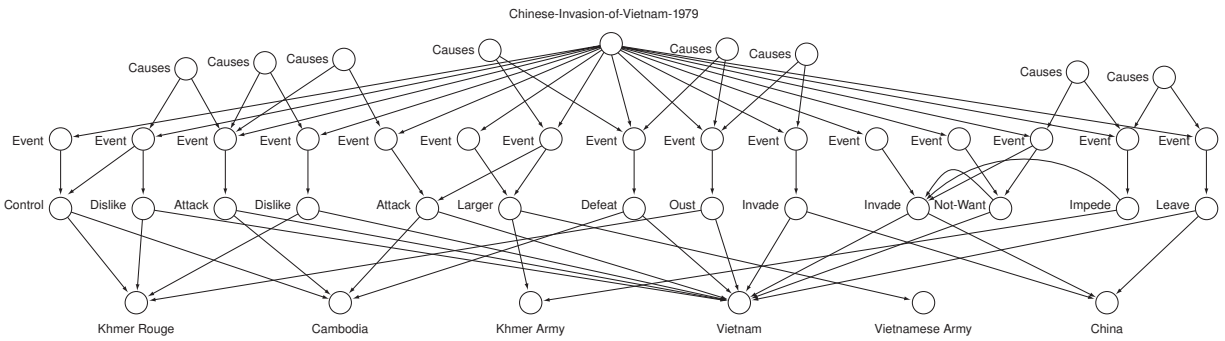 Chinese-Invasion-of-Vietnam-1979
Causes Causes Causes Causes Causes Causes Causes Causes
Event Event Event Event Event Event Event Event Event Event Event Event Event Event Event
Control Dislike Attack Dislike Attack Larger Defeat Oust Invade Invade Not-Want Impede Leave
Khmer Rouge Cambodia Khmer Army Vietnam Vietnamese Army China